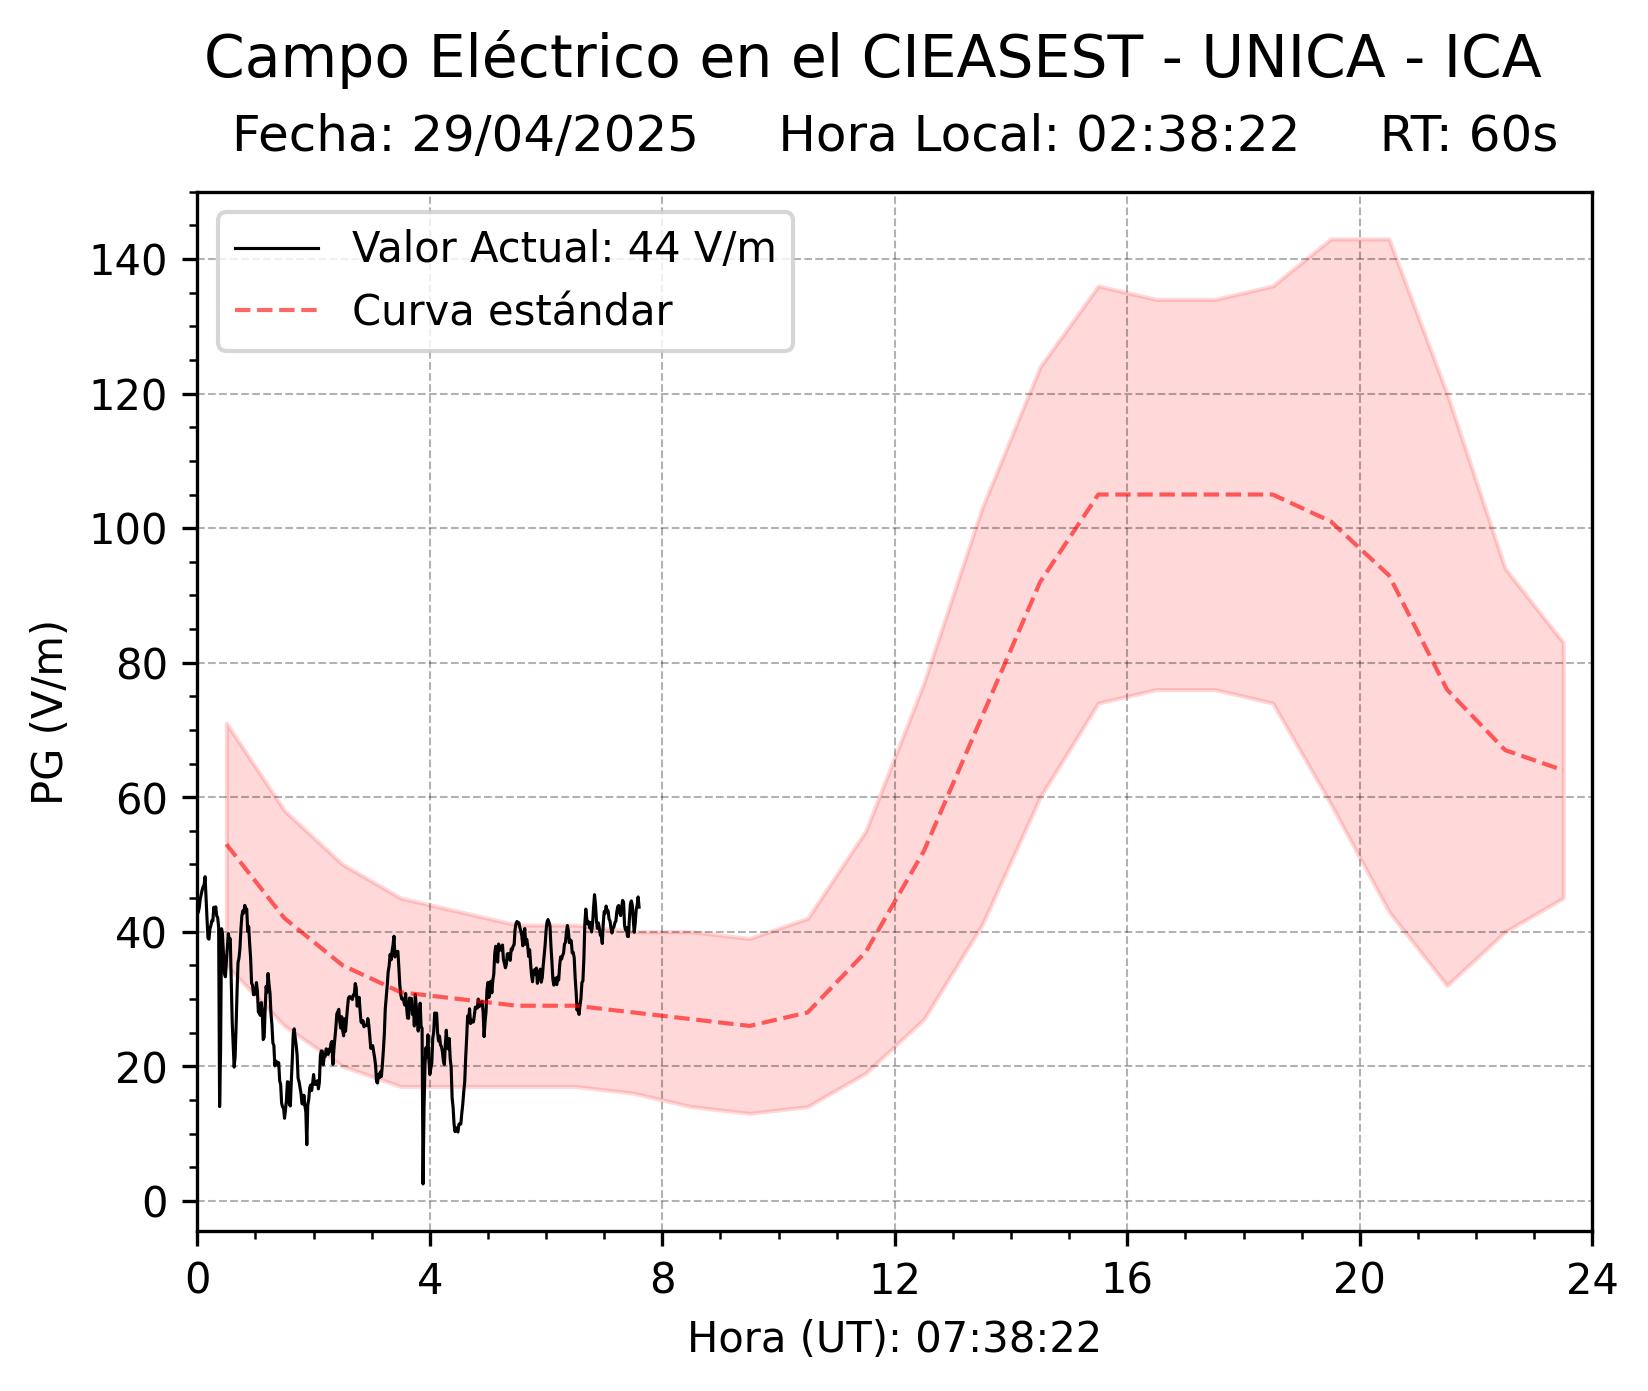 Campo Eléctrico en el CIEASEST - UNICA - ICA
Fecha: 29/04/2025 Hora Local: 02:38:22 RT: 60s
Valor Actual: 44 V/m
Curva estándar
PG (V/m)
140
120
100
80
60
40
20
0
0 4 8 12 16 20 24
Hora (UT): 07:38:22